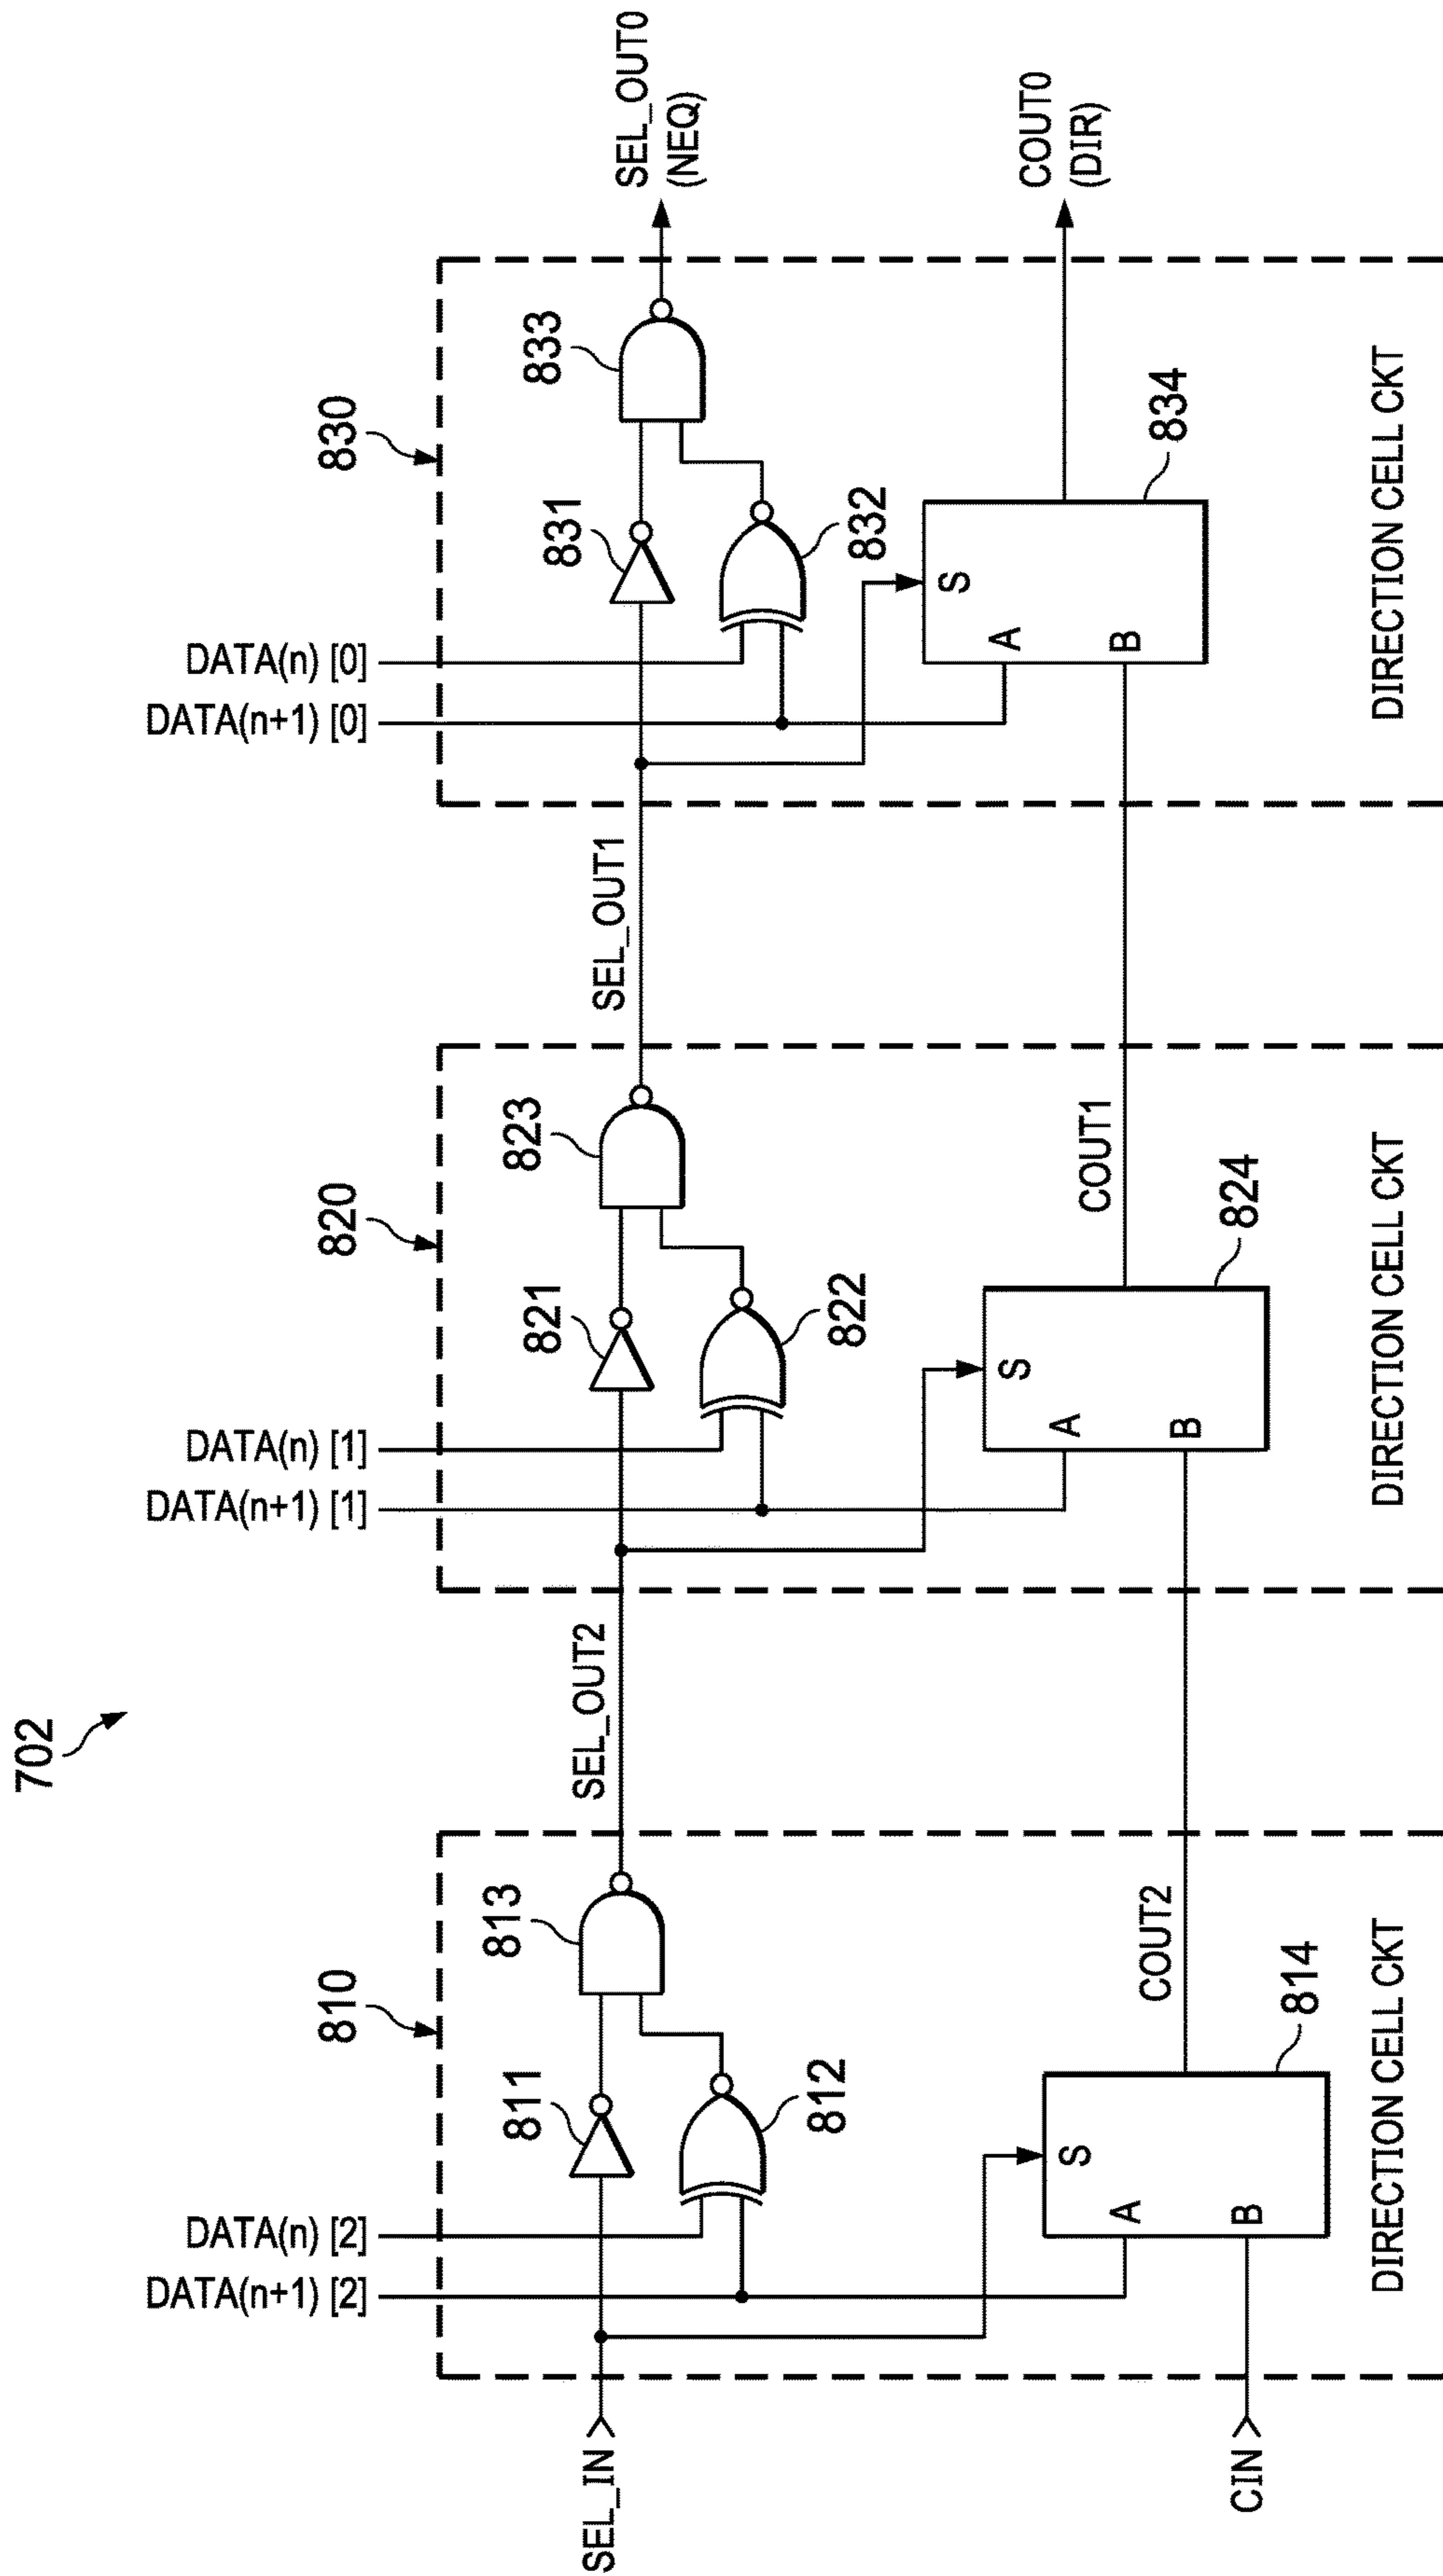 702
810
820
830
DATA(n) [2]
DATA(n+1) [2]
DATA(n) [1]
DATA(n+1) [1]
DATA(n) [0]
DATA(n+1) [0]
SEL_IN
811
812
813
SEL_OUT2
821
822
823
SEL_OUT1
831
832
833
SEL_OUT0
(NEQ)
CIN
S
A
B
814
COUT2
S
A
B
824
COUT1
S
A
B
834
COUT0
(DIR)
DIRECTION CELL CKT
DIRECTION CELL CKT
DIRECTION CELL CKT